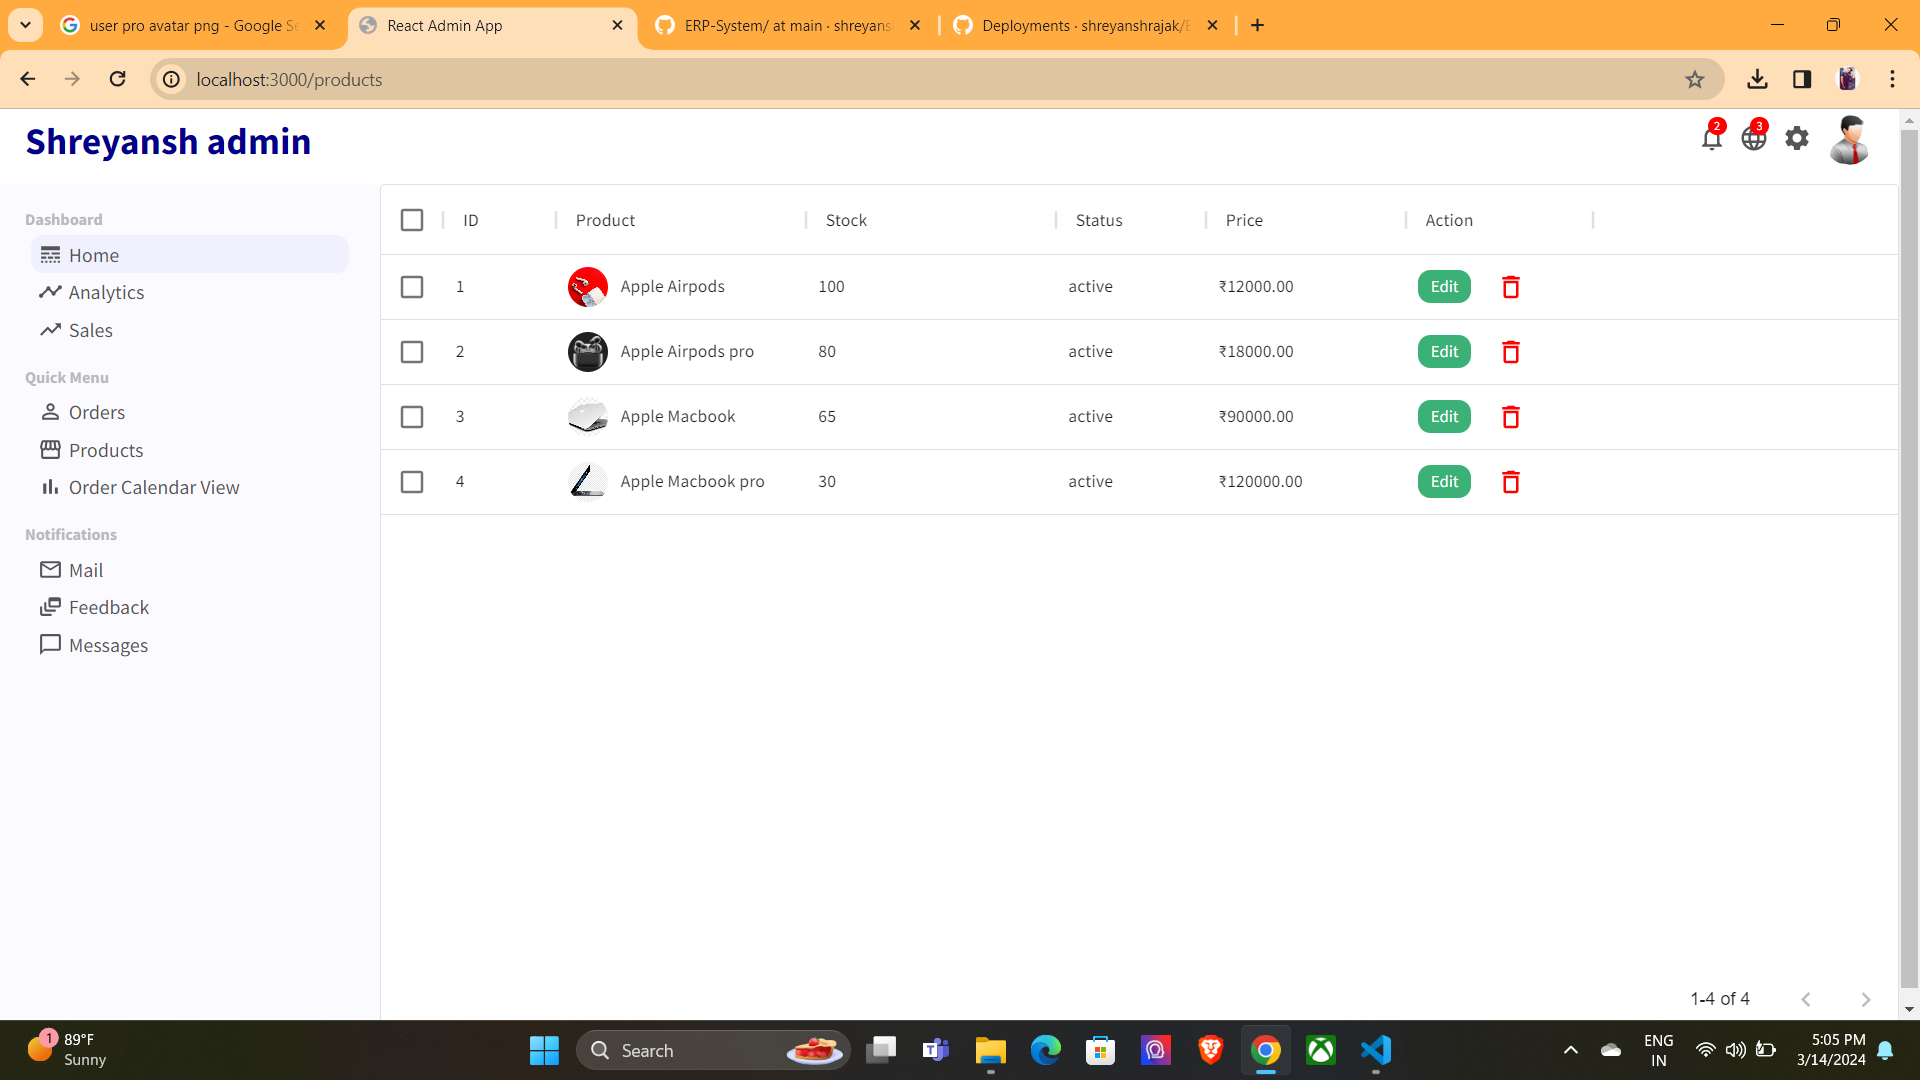 user pro avatar png - Google Se
React Admin App
ERP-System/ at main · shreyans
Deployments · shreyanshrajak/E
localhost:3000/products
Shreyansh admin
2
3
Dashboard
Home
Analytics
Sales
Quick Menu
Orders
Products
Order Calendar View
Notifications
Mail
Feedback
Messages
ID Product Stock Status Price Action
1 Apple Airpods 100 active ₹12000.00 Edit
2 Apple Airpods pro 80 active ₹18000.00 Edit
3 Apple Macbook 65 active ₹90000.00 Edit
4 Apple Macbook pro 30 active ₹120000.00 Edit
1-4 of 4
1
89°F
Sunny
Search
ENG
IN
5:05 PM
3/14/2024